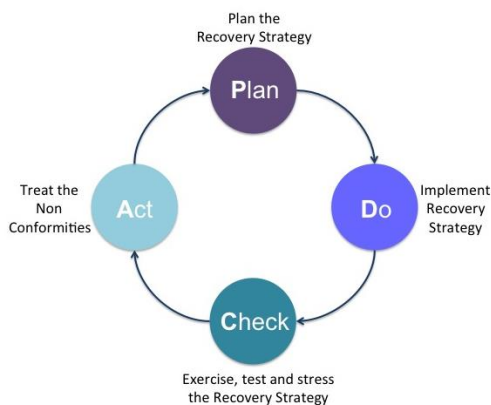 Plan the
Recovery Strategy
Plan
Do
Implement
Recovery
Strategy
Check
Exercise, test and stress
the Recovery Strategy
Act
Treat the
Non
Conformities